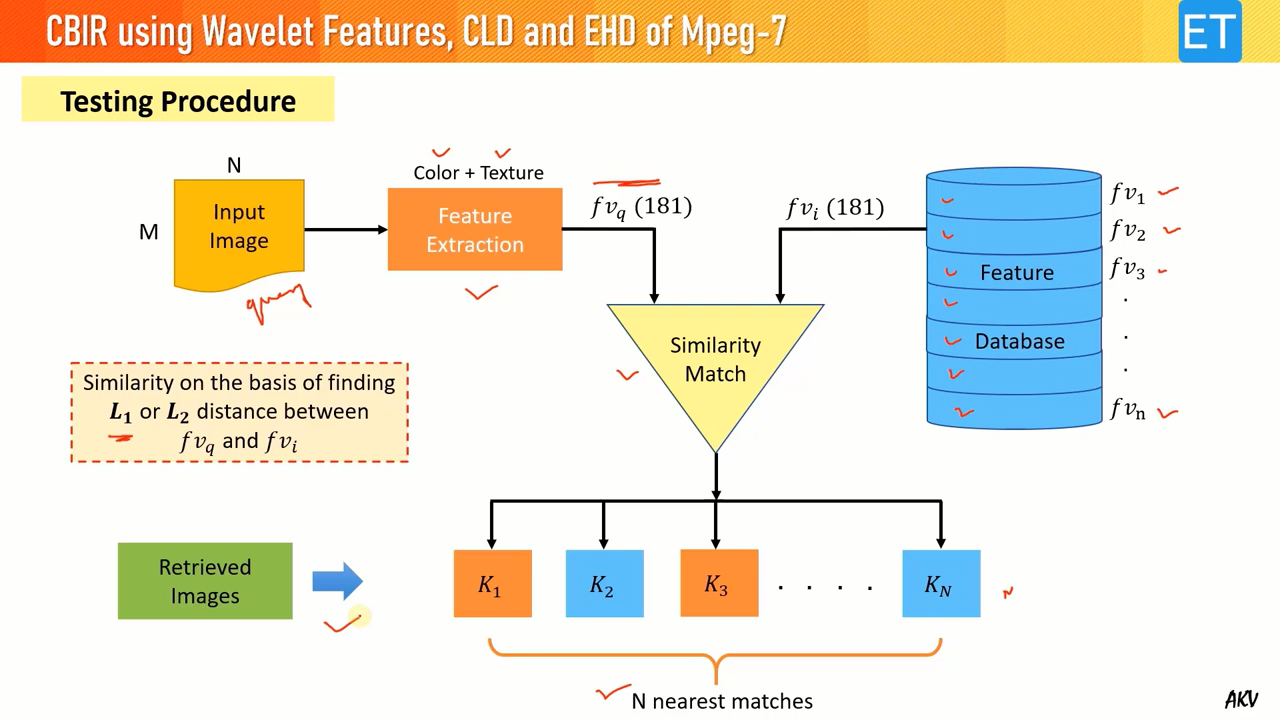 CBIR using Wavelet Features, CLD and EHD of Mpeg-7
ET
Testing Procedure
N
M
Input
Image
query
Color + Texture
Feature
Extraction
fv_q (181)
fv_i (181)
Feature
Database
fv_1
fv_2
fv_3
.
.
.
fv_n
Similarity
Match
Similarity on the basis of finding
L_1 or L_2 distance between
fv_q and fv_i
Retrieved
Images
K_1
K_2
K_3
. . . .
K_N
N
N nearest matches
AKV